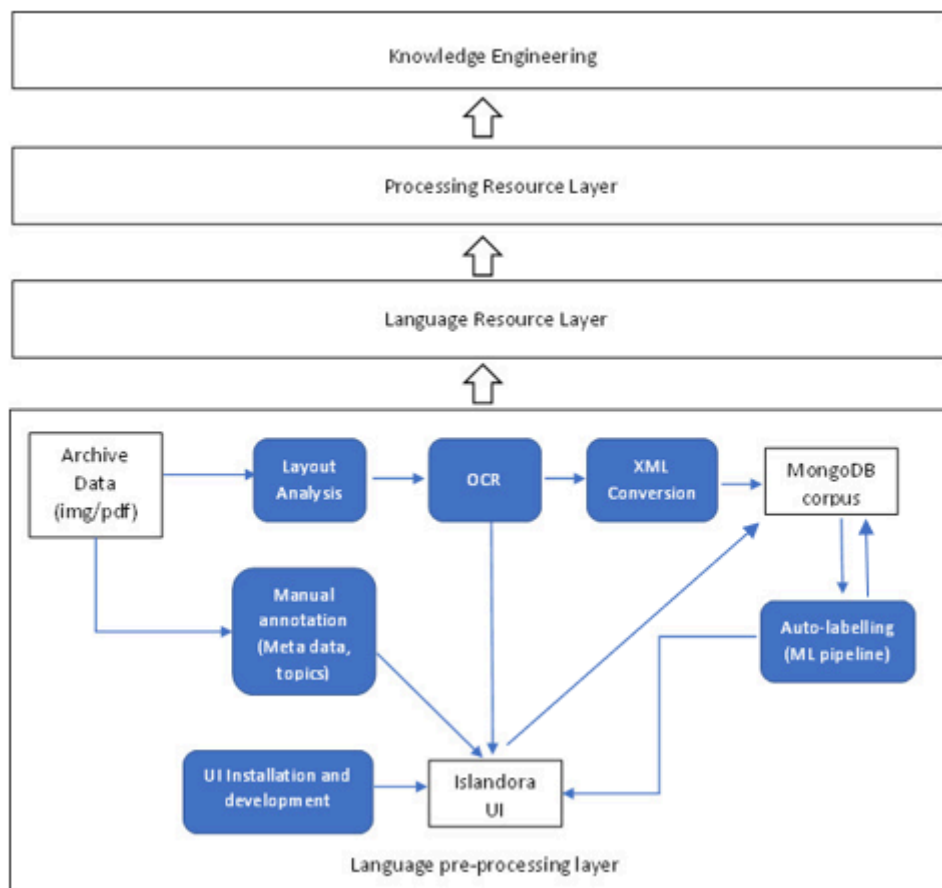 Knowledge Engineering
Processing Resource Layer
Language Resource Layer
Archive
Data
(img/pdf)
Layout
Analysis
OCR
XML
Conversion
MongoDB
corpus
Manual
annotation
(Meta data,
topics)
Auto-labelling
(ML pipeline)
UI Installation and
development
Islandora
UI
Language pre-processing layer